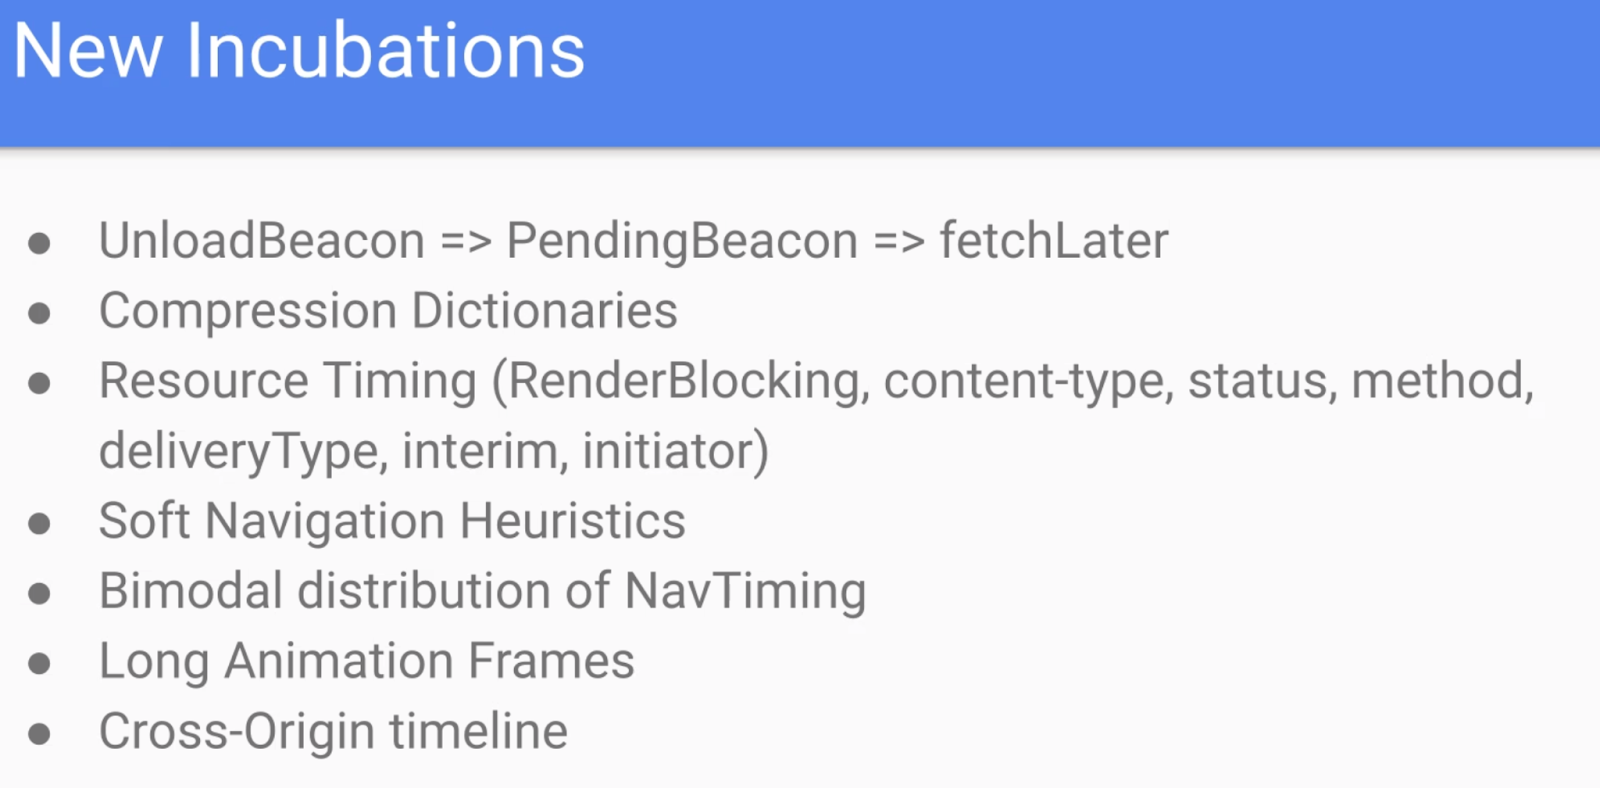 New Incubations
● UnloadBeacon => PendingBeacon => fetchLater
● Compression Dictionaries
● Resource Timing (RenderBlocking, content-type, status, method,
deliveryType, interim, initiator)
● Soft Navigation Heuristics
● Bimodal distribution of NavTiming
● Long Animation Frames
● Cross-Origin timeline